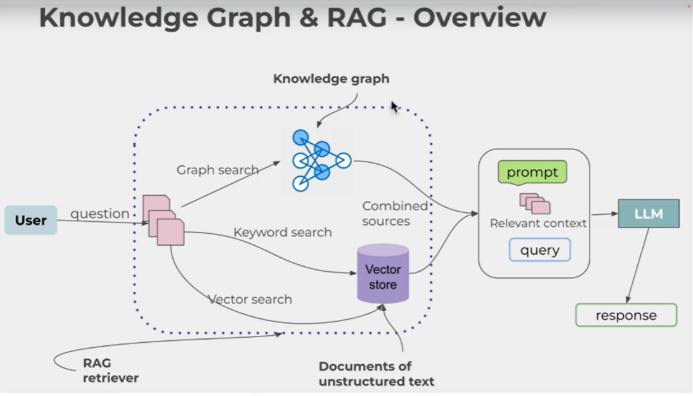 Knowledge Graph & RAG - Overview
Knowledge graph
Graph search
User
question
Keyword search
Vector search
Combined
sources
Vector
store
prompt
Relevant context
query
LLM
response
RAG
retriever
Documents of
unstructured text